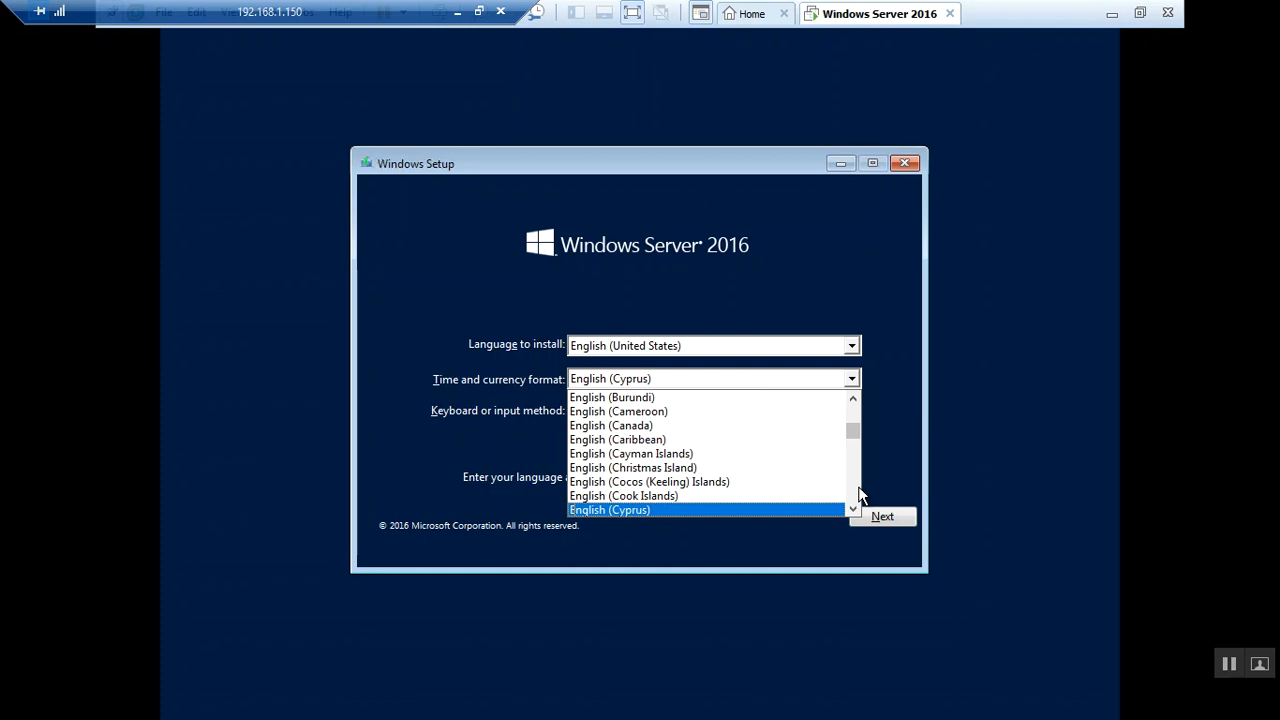 File Edit 192.168.1.150 Help
Home
Windows Server 2016
Windows Setup
Windows Server® 2016
Language to install: English (United States)
Time and currency format: English (Cyprus)
English (Burundi)
English (Cameroon)
Keyboard or input method:
English (Canada)
English (Caribbean)
English (Cayman Islands)
English (Christmas Island)
Enter your language
English (Cocos (Keeling) Islands)
English (Cook Islands)
English (Cyprus)
Next
© 2016 Microsoft Corporation. All rights reserved.